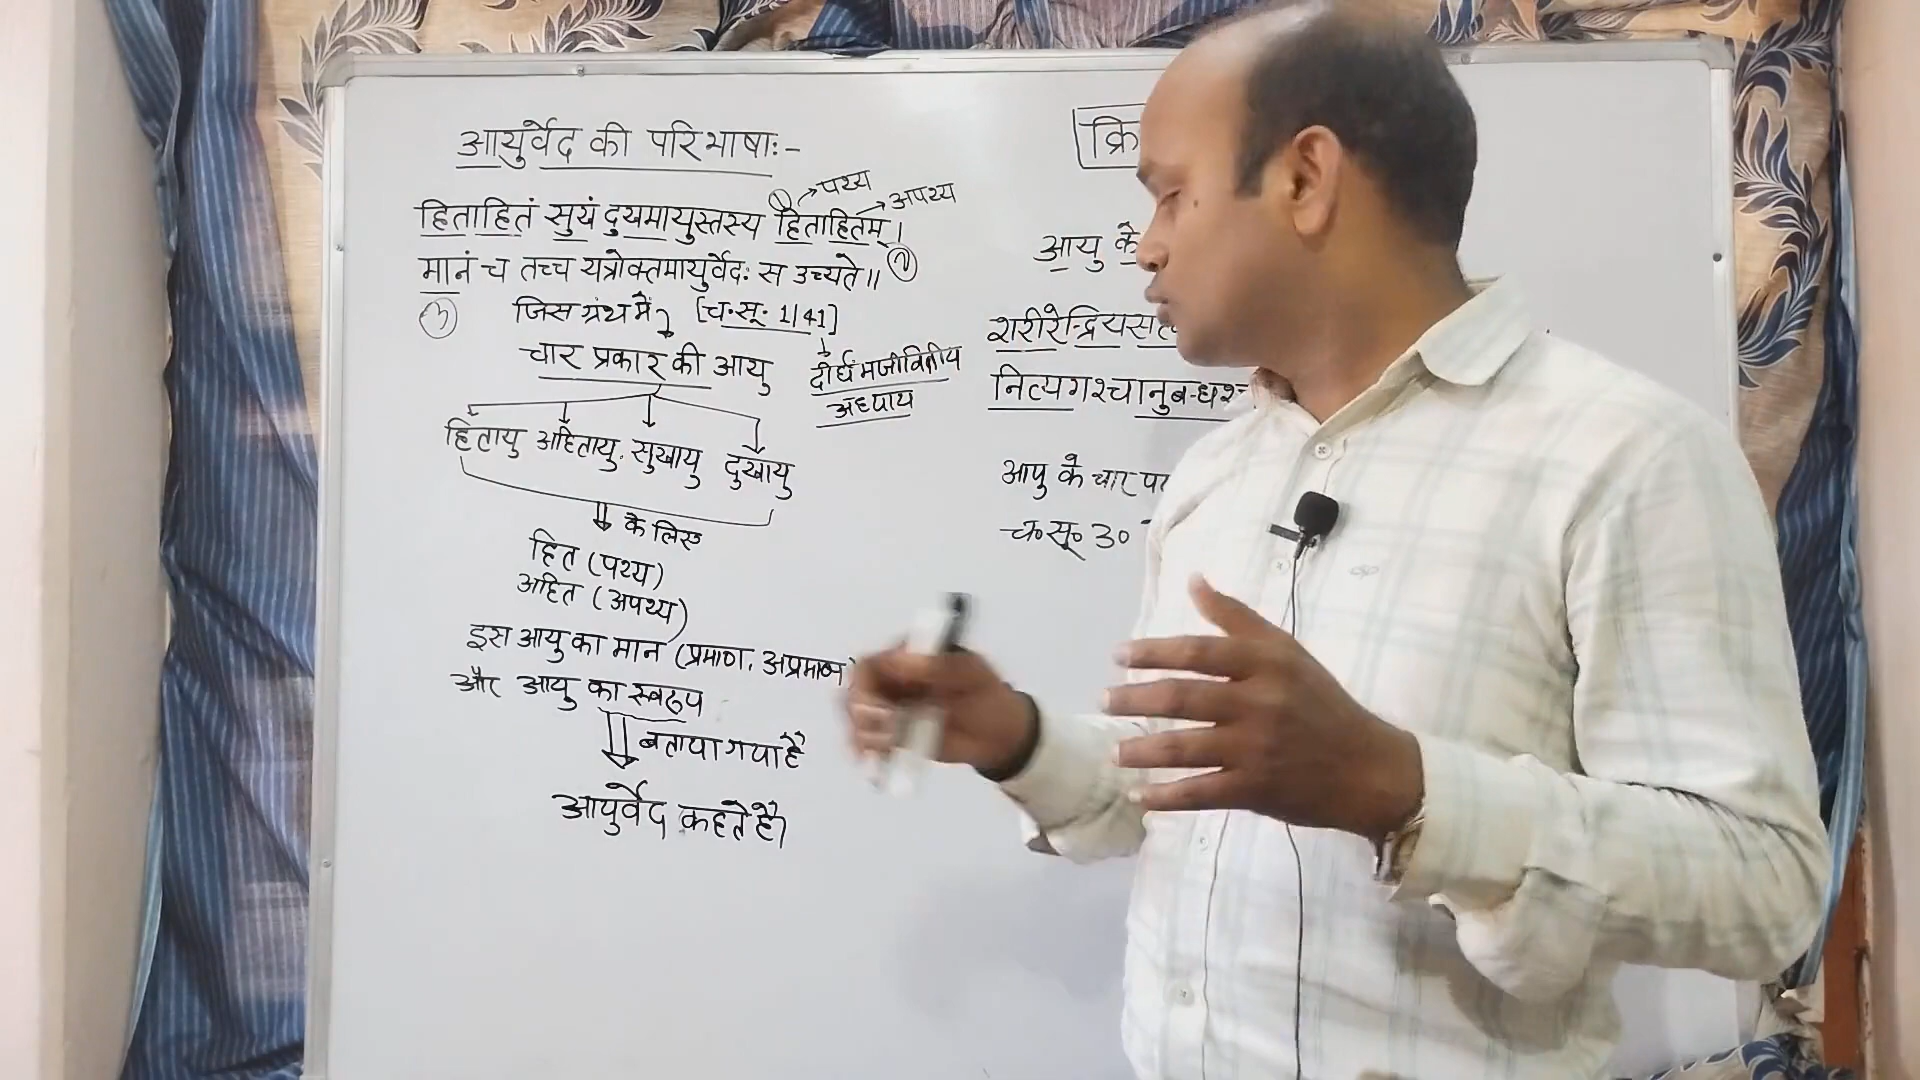 आयुर्वेद की परिभाषाः-
पथ्य
अपथ्य
हिताहितं सुखं दुखमायुस्तस्य हिताहितम्।
मानं च तच्च यत्रोक्तमायुर्वेदः स उच्यते॥
जिस ग्रंथ में [च.सू. 1/41]
चार प्रकार की आयु
दीर्घंमजीवितीय
अध्याय
हितायु अहितायु. सुखायु दुखायु
के लिए
हित (पथ्य)
अहित (अपथ्य)
इस आयु का मान (प्रमाण. अप्रमाण)
और आयु का स्वरूप
बताया गया है
आयुर्वेद कहते हैं।
क्रि
आयु के
शरीरेन्द्रियसत
नित्यगश्चानुबन्धश्च
आयु के चार पर
च.सू. 30